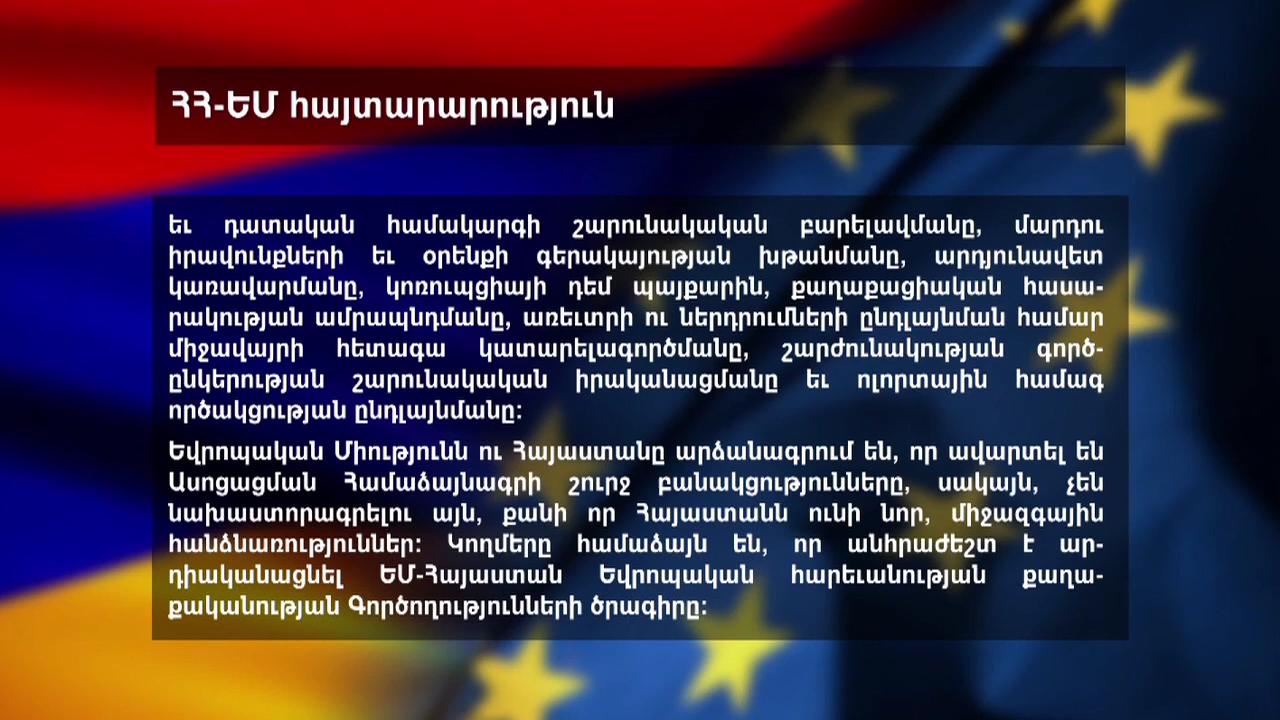 ՀՀ-ԵՄ հայտարարություն
եւ դատական համակարգի շարունակական բարելավմանը, մարդու
իրավունքների եւ օրենքի գերակայության խթանմանը, արդյունավետ
կառավարմանը, կոռուպցիայի դեմ պայքարին, քաղաքացիական հասա-
րակության ամրապնդմանը, առեւտրի ու ներդրումների ընդլայնման համար
միջավայրի հետագա կատարելագործմանը, շարժունակության գործ-
ընկերության շարունակական իրականացմանը եւ ոլորտային համագ
ործակցության ընդլայնմանը:
Եվրոպական Միությունն ու Հայաստանը արձանագրում են, որ ավարտել են
Ասոցացման Համաձայնագրի շուրջ բանակցությունները, սակայն, չեն
նախաստորագրելու այն, քանի որ Հայաստանն ունի նոր, միջազգային
հանձնառություններ: Կողմերը համաձայն են, որ անհրաժեշտ է ար-
դիականացնել ԵՄ-Հայաստան Եվրոպական հարեւանության քաղա-
քականության Գործողությունների ծրագիրը: